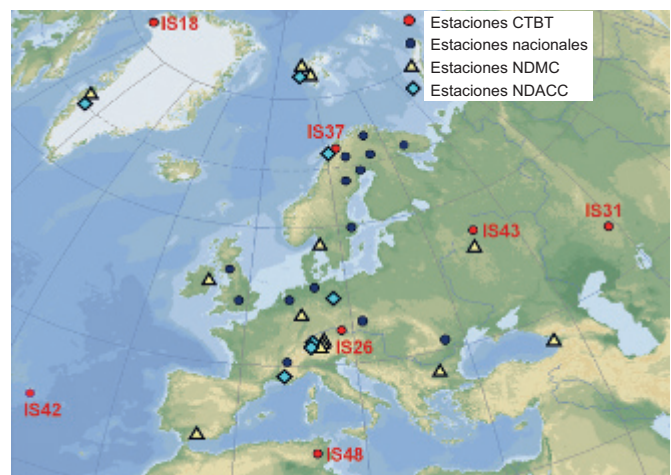 IS18
Estaciones CTBT
Estaciones nacionales
Estaciones NDMC
Estaciones NDACC
IS37
IS43
IS31
IS26
IS42
IS48